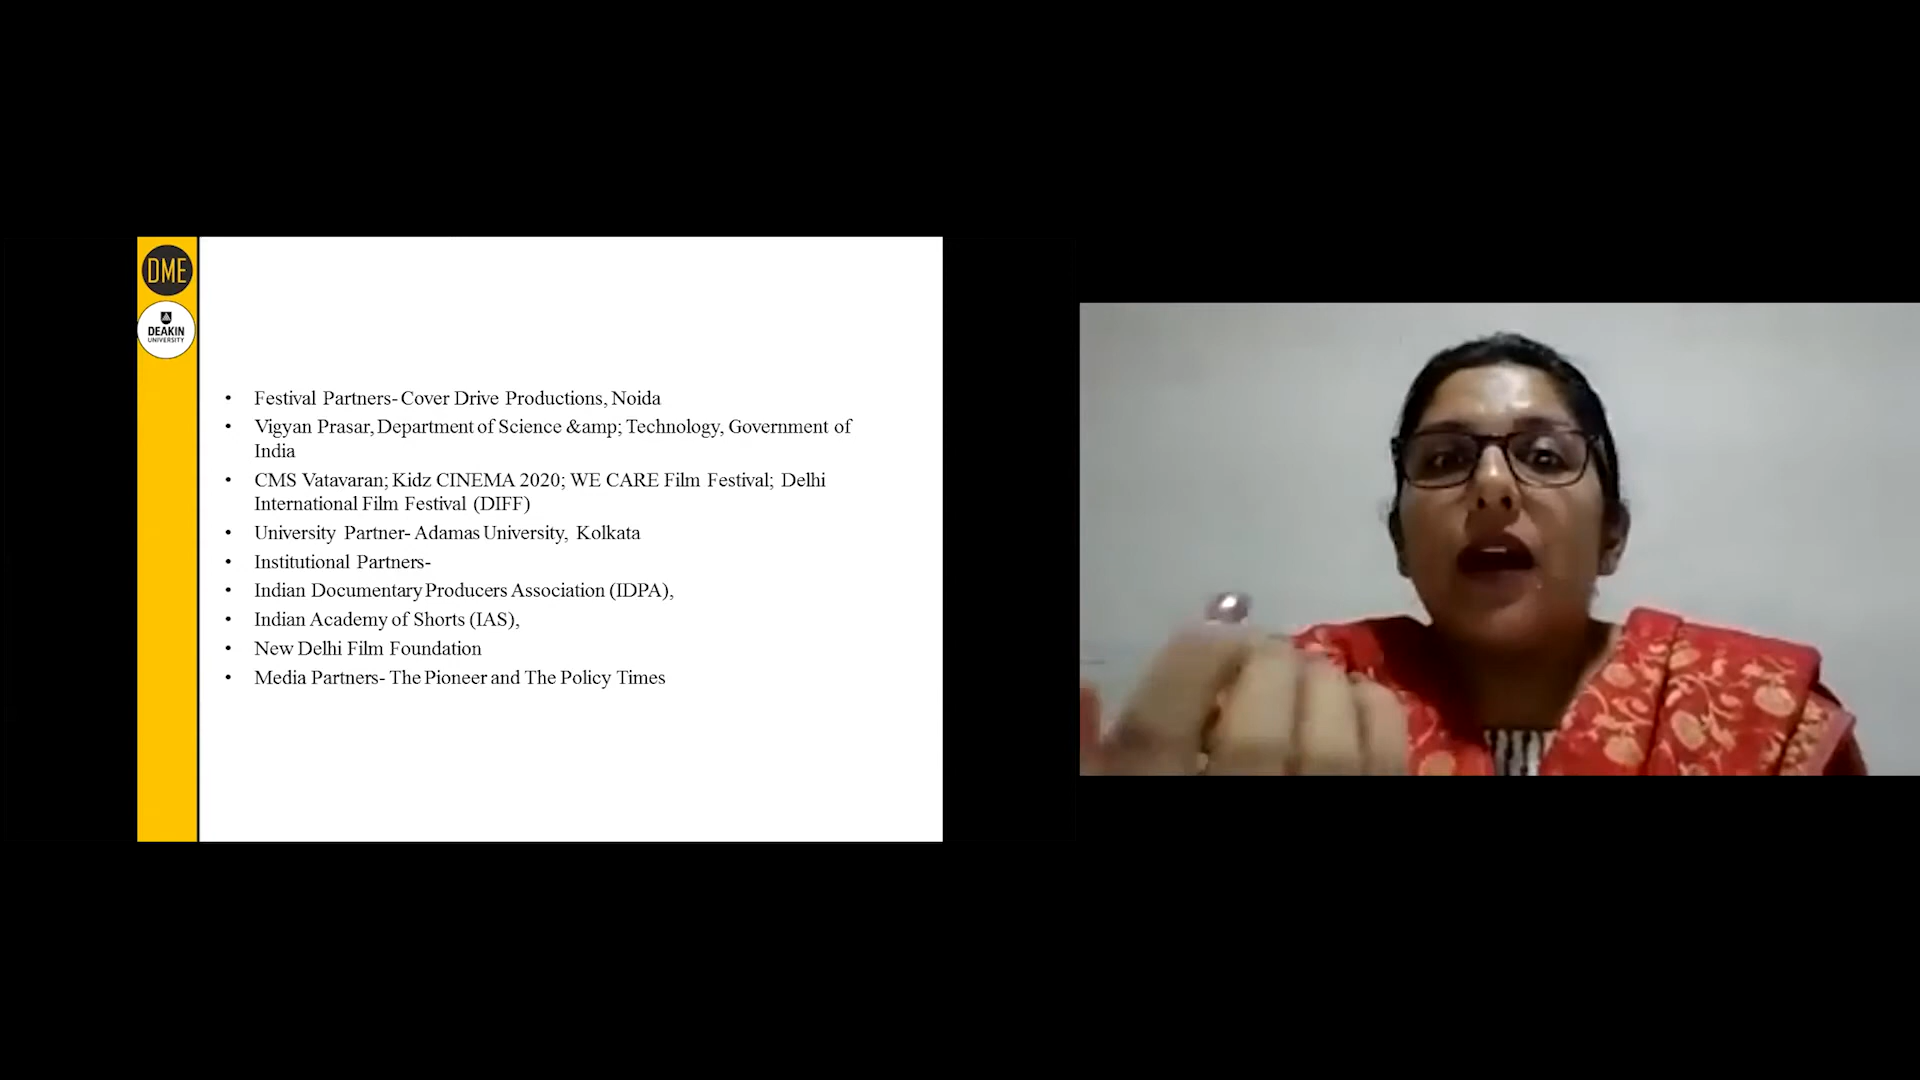 DME
DEAKIN
UNIVERSITY
• Festival Partners- Cover Drive Productions, Noida
• Vigyan Prasar, Department of Science &amp; Technology, Government of
India
• CMS Vatavaran; Kidz CINEMA 2020; WE CARE Film Festival; Delhi
International Film Festival (DIFF)
• University Partner- Adamas University, Kolkata
• Institutional Partners-
• Indian Documentary Producers Association (IDPA),
• Indian Academy of Shorts (IAS),
• New Delhi Film Foundation
• Media Partners- The Pioneer and The Policy Times